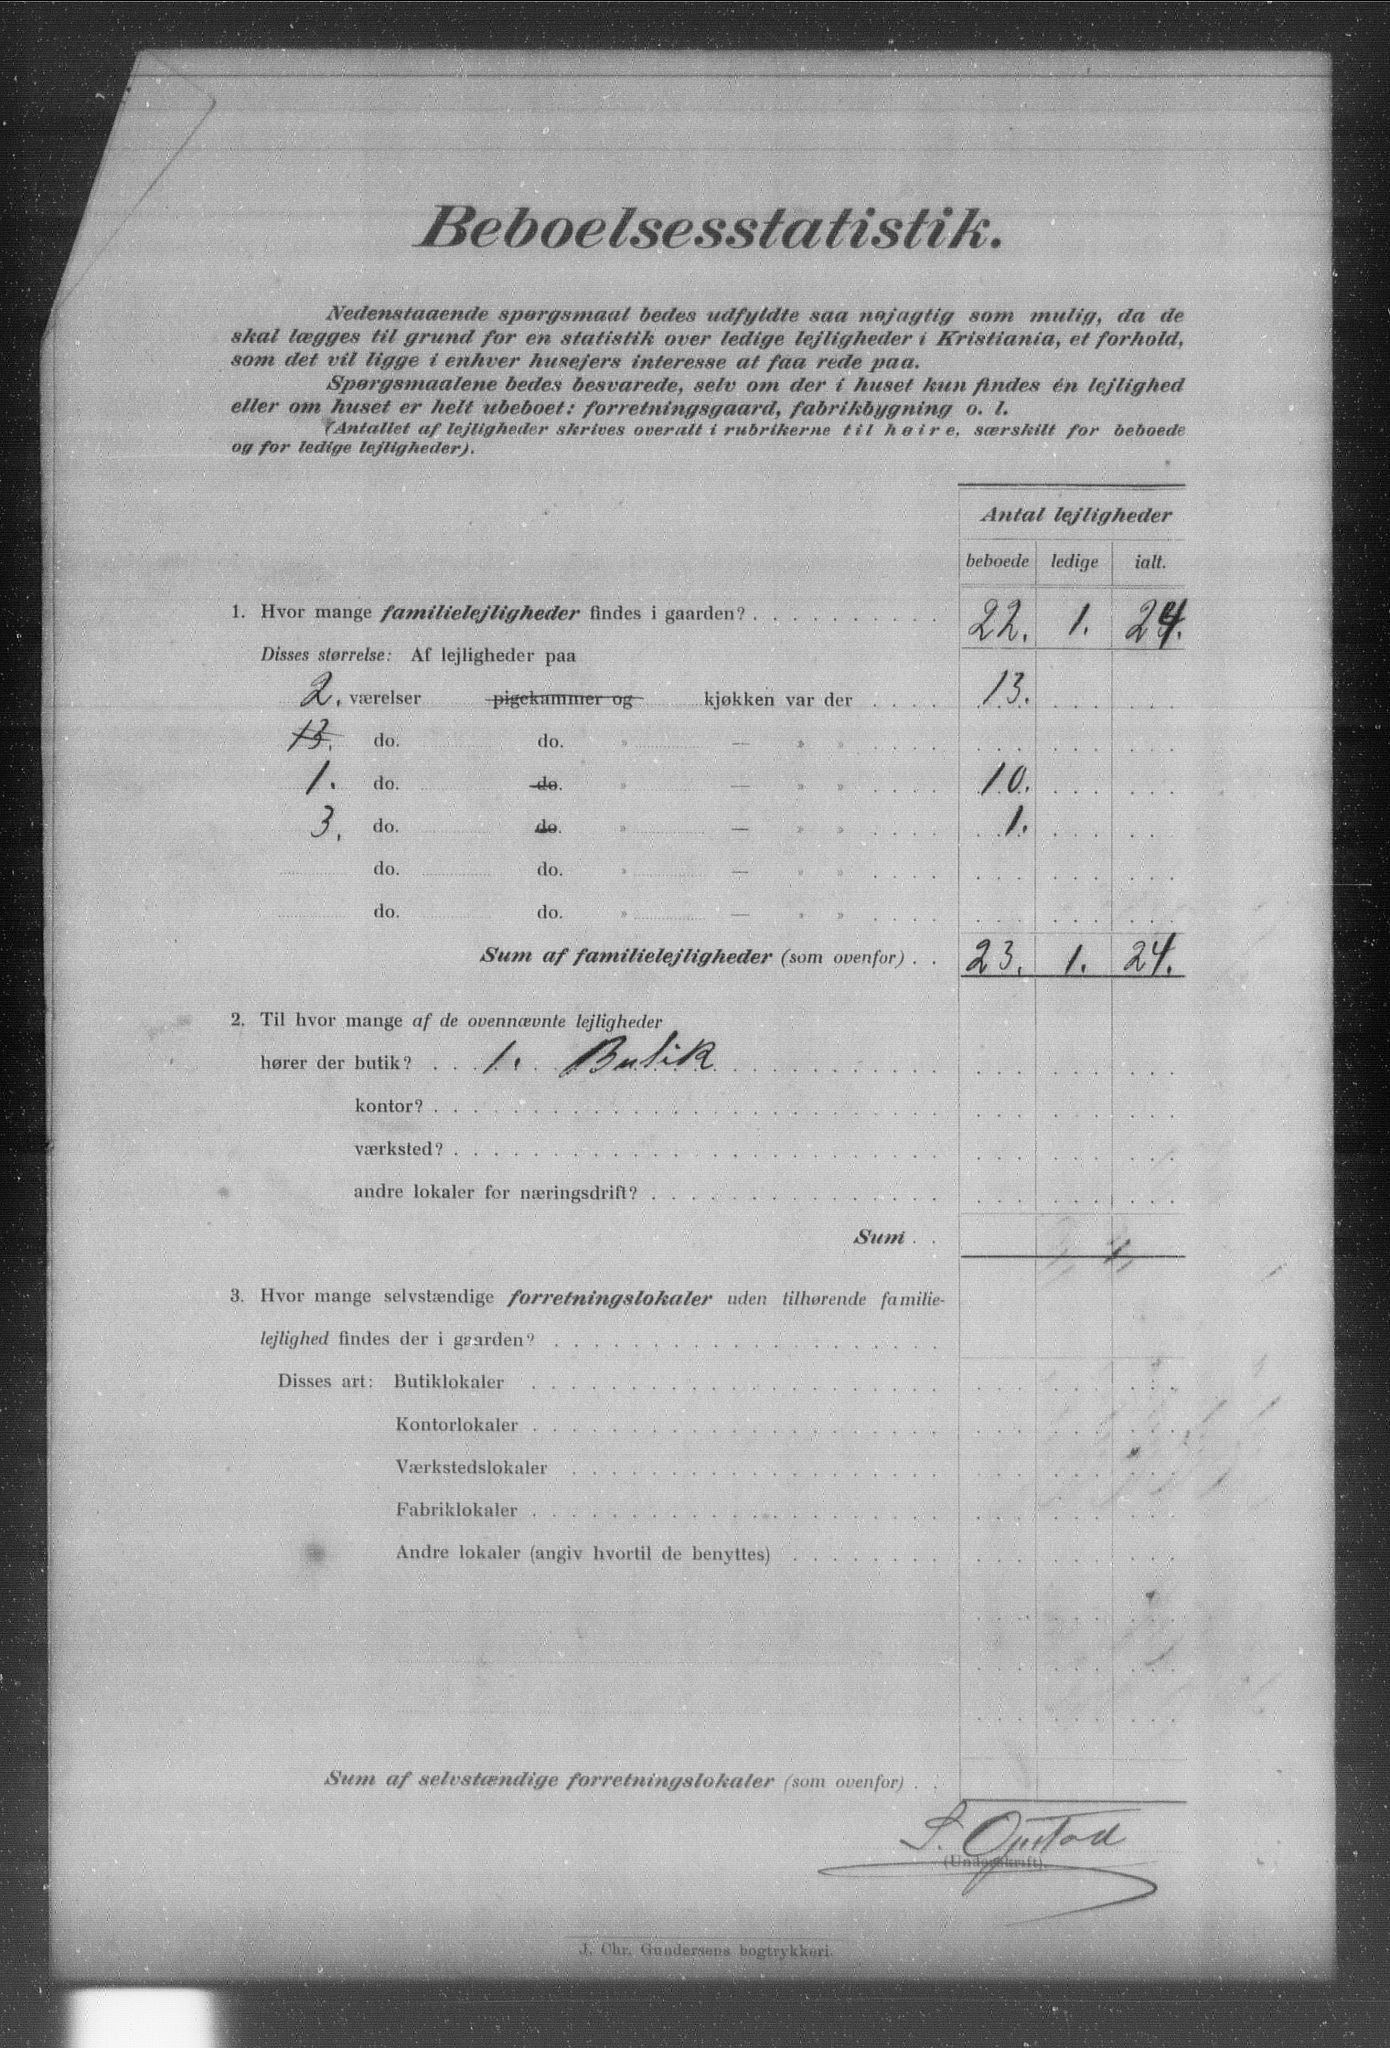 Beboelsesstatistik.
Nedenstaaende spørgsmaal bedes udfyldte saa nøjagtig som mulig, da de
skal lægges til grund for en statistik over ledige lejligheder i Kristiania, et forhold,
som det vil ligge i enhver husejers interesse at faa rede paa.
Spørgsmaalene bedes besvarede, selv om der i huset kun findes én lejlighed
eller om huset er helt ubeboet: forretningsgaard, fabrikbygning o. l.
(Antallet af lejligheder skrives overalt i rubrikerne til høire, særskilt for beboede
og for ledige lejligheder).
Antal lejligheder
beboede ledige ialt.
1. Hvor mange familielejligheder findes i gaarden? 22. 1. 24.
Disses størrelse: Af lejligheder paa
2. værelser pigekammer og kjøkken var der 13.
13. do. do. » — » »
1. do. do. » — » » 10.
3. do. do. » — » » 1.
do. do. » — » »
do. do. » — » »
Sum af familielejligheder (som ovenfor) 23. 1. 24.
2. Til hvor mange af de ovennævnte lejligheder
hører der butik? 1. Butik
kontor?
værksted?
andre lokaler for næringsdrift?
Sum
3. Hvor mange selvstændige forretningslokaler uden tilhørende familie-
lejlighed findes der i gaarden?
Disses art: Butiklokaler
Kontorlokaler
Værkstedslokaler
Fabriklokaler
Andre lokaler (angiv hvortil de benyttes)
Sum af selvstændige forretningslokaler (som ovenfor)
S.
(Underskrift).
J. Chr. Gundersens bogtrykkeri.